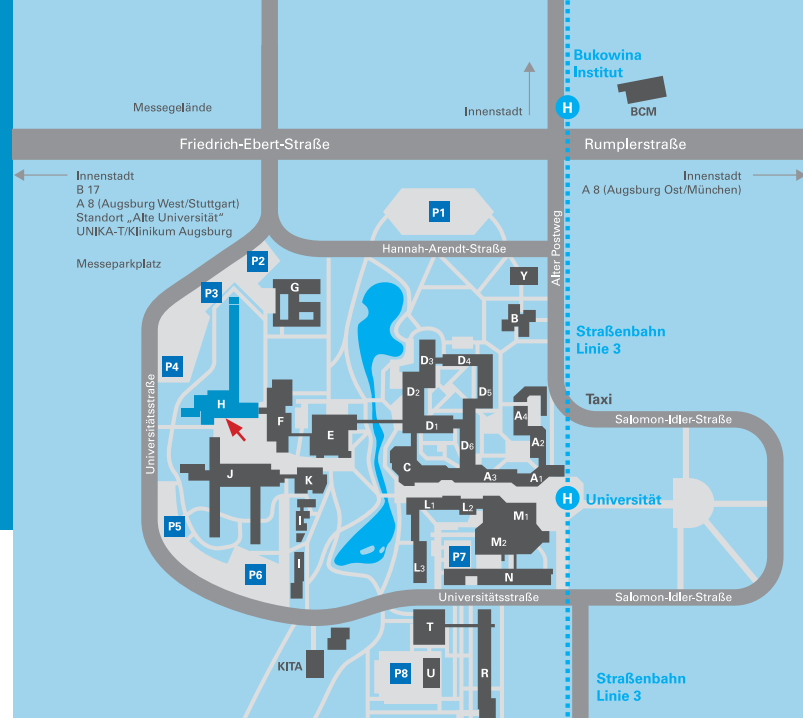 Bukowina
Institut
H
BCM
Messegelände
Innenstadt
Friedrich-Ebert-Straße
Rumplerstraße
Innenstadt
B 17
A 8 (Augsburg West/Stuttgart)
Standort „Alte Universität“
UNIKA-T/Klinikum Augsburg
Messeparkplatz
Innenstadt
A 8 (Augsburg Ost/München)
P1
Hannah-Arendt-Straße
Alter Postweg
P2
P3
G
Y
B
Straßenbahn
Linie 3
P4
D3
D4
D2
D5
Taxi
H
F
E
D1
A4
Salomon-Idler-Straße
Universitätsstraße
D6
A2
J
K
C
A3
A1
H
Universität
I
L1
L2
M1
P5
M2
I
P7
P6
L3
N
Universitätsstraße
Salomon-Idler-Straße
T
KITA
P8
U
R
Straßenbahn
Linie 3